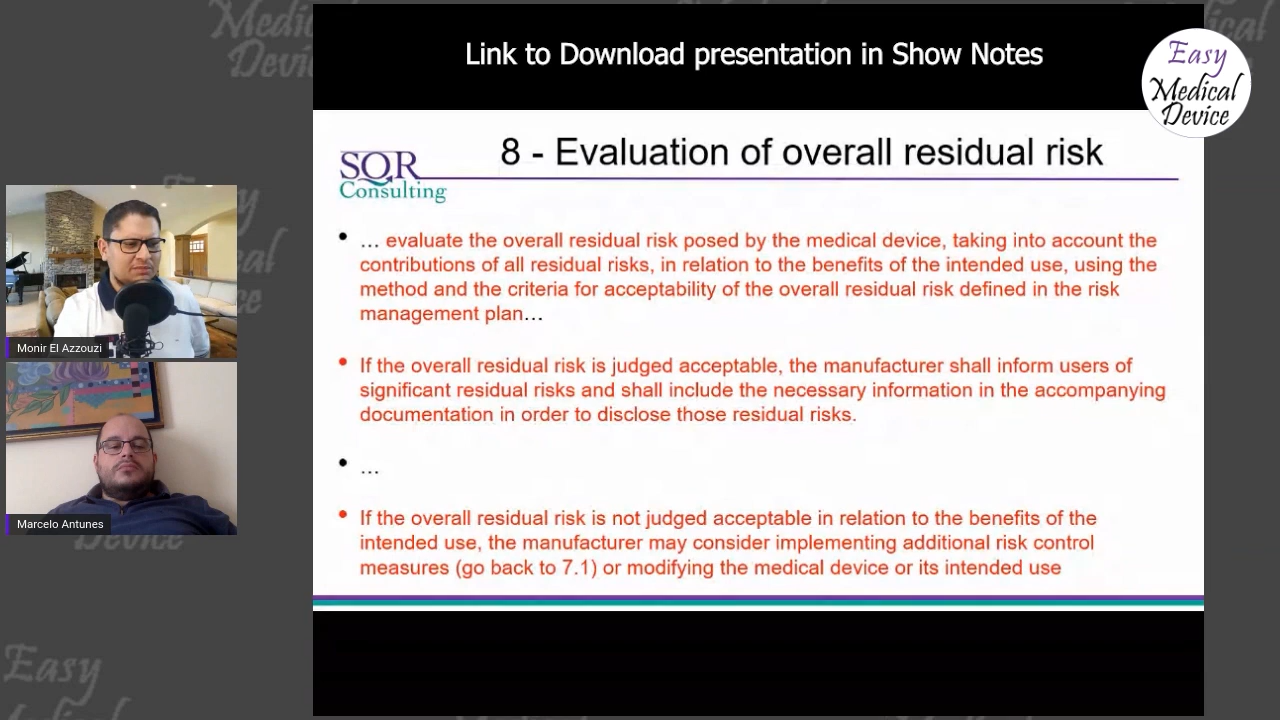 Link to Download presentation in Show Notes
Easy
Medical
Device
SQR
Consulting
8 - Evaluation of overall residual risk
• … evaluate the overall residual risk posed by the medical device, taking into account the
contributions of all residual risks, in relation to the benefits of the intended use, using the
method and the criteria for acceptability of the overall residual risk defined in the risk
management plan…
• If the overall residual risk is judged acceptable, the manufacturer shall inform users of
significant residual risks and shall include the necessary information in the accompanying
documentation in order to disclose those residual risks.
• …
• If the overall residual risk is not judged acceptable in relation to the benefits of the
intended use, the manufacturer may consider implementing additional risk control
measures (go back to 7.1) or modifying the medical device or its intended use
Monir El Azzouzi
Marcelo Antunes
Easy
Device